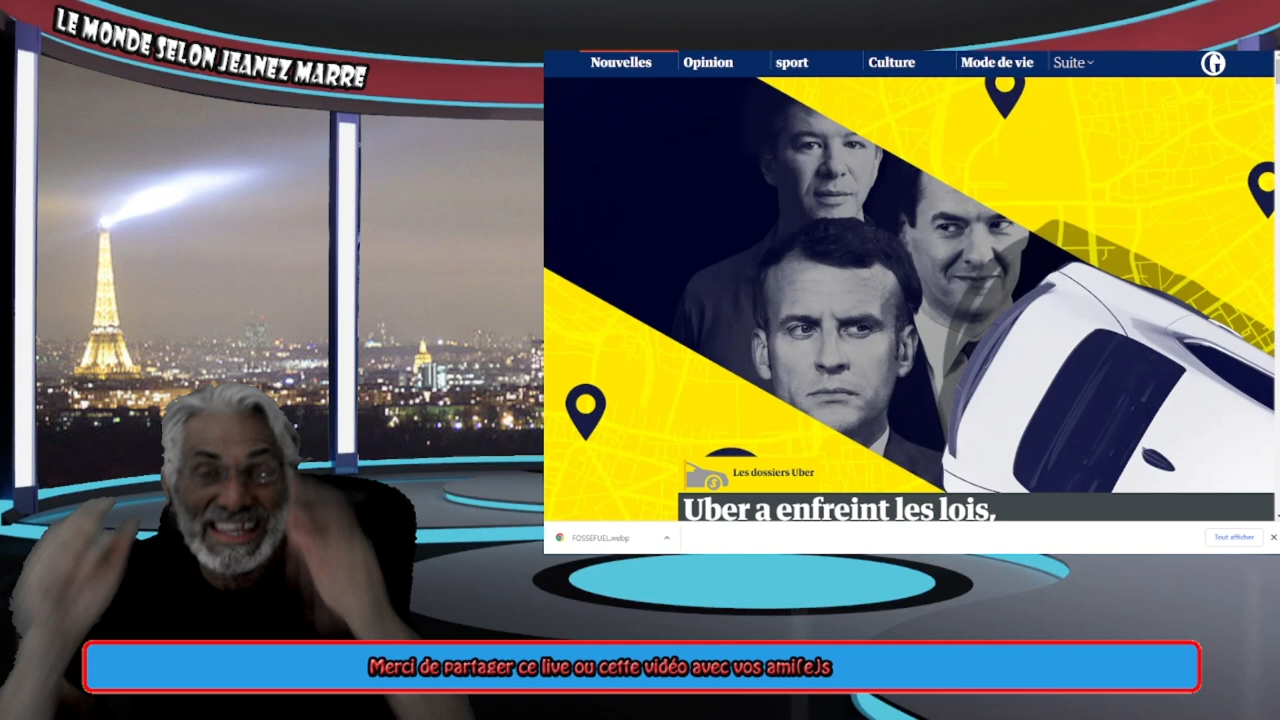 LE MONDE SELON JEANEZ MARRE
Nouvelles
Opinion
sport
Culture
Mode de vie
Suite
G
Les dossiers Uber
Uber a enfreint les lois,
FOSSEFUEL.webp
Tout afficher
Merci de partager ce live ou cette vidéo avec vos ami(e)s